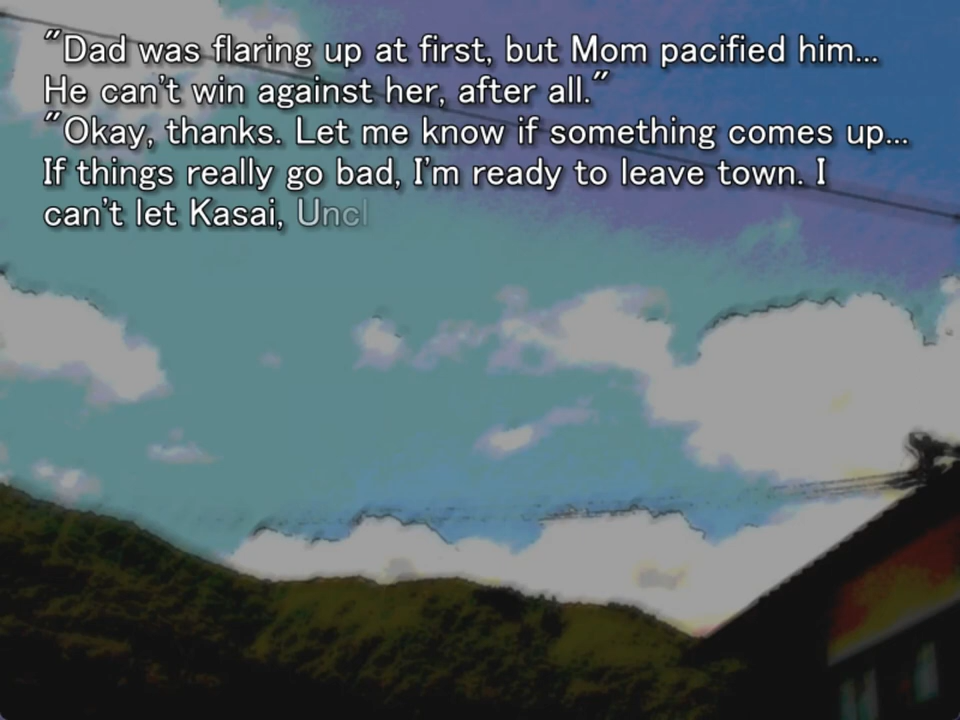 "Dad was flaring up at first, but Mom pacified him...
He can't win against her, after all."
"Okay, thanks. Let me know if something comes up...
If things really go bad, I'm ready to leave town. I
can't let Kasai, Uncl